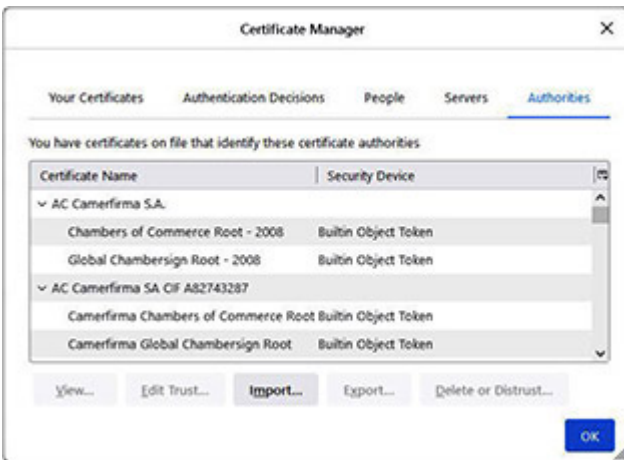 Certificate Manager
Your Certificates Authentication Decisions People Servers Authorities
You have certificates on file that identify these certificate authorities
Certificate Name Security Device
AC Camerfirma S.A.
Chambers of Commerce Root - 2008 Builtin Object Token
Global Chambersign Root - 2008 Builtin Object Token
AC Camerfirma SA CIF A82743287
Camerfirma Chambers of Commerce Root Builtin Object Token
Camerfirma Global Chambersign Root Builtin Object Token
View... Edit Trust... Import... Export... Delete or Distrust...
OK